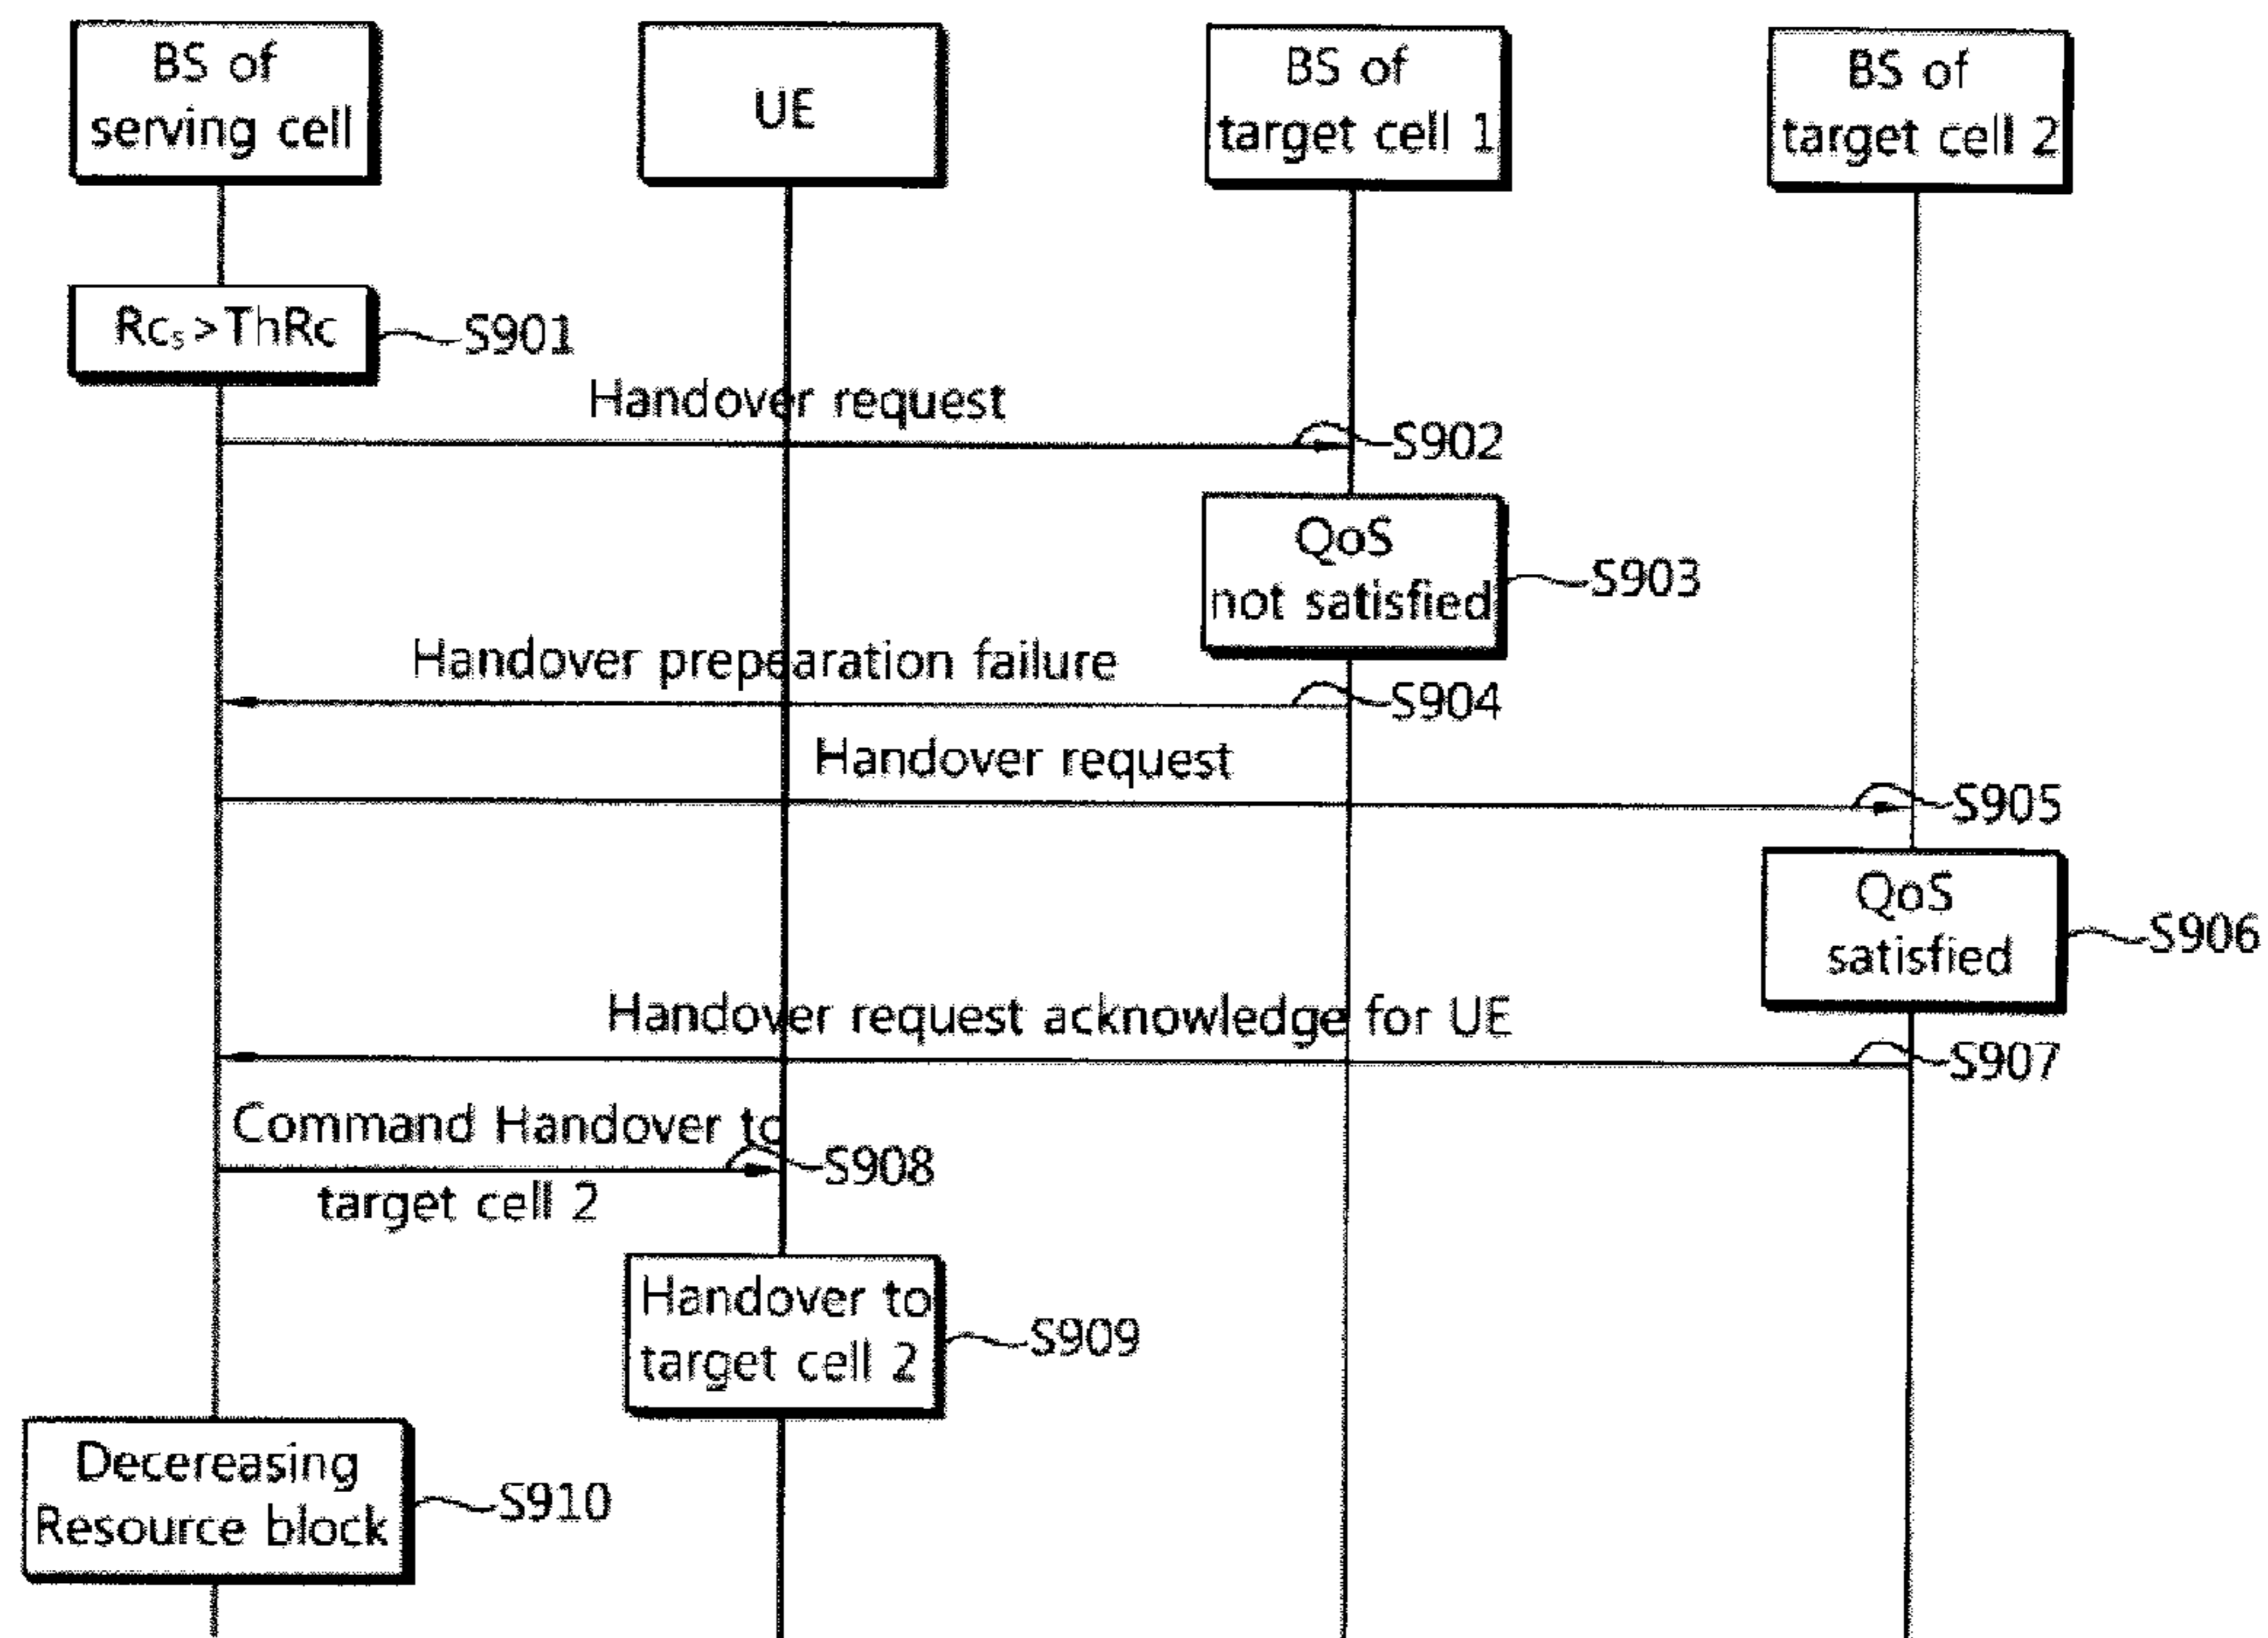 BS of
serving cell
UE
BS of
target cell 1
BS of
target cell 2
Rcs>ThRc
S901
Handover request
S902
QoS
not satisfied
S903
Handover prepearation failure
S904
Handover request
S905
QoS
satisfied
S906
Handover request acknowledge for UE
S907
Command Handover to
S908
target cell 2
Handover to
target cell 2
S909
Decereasing
Resource block
S910